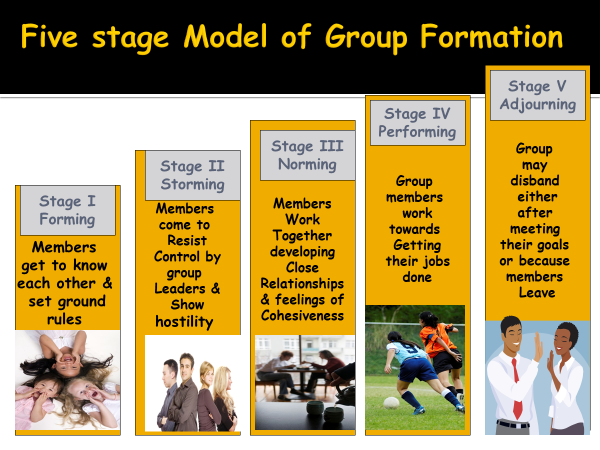 Five stage Model of Group Formation
Stage I
Forming
Members
get to know
each other &
set ground
rules
Stage II
Storming
Members
come to
Resist
Control by
group
Leaders &
Show
hostility
Stage III
Norming
Members
Work
Together
developing
Close
Relationships
& feelings of
Cohesiveness
Stage IV
Performing
Group
members
work
towards
Getting
their jobs
done
Stage V
Adjourning
Group
may
disband
either
after
meeting
their goals
or because
members
Leave